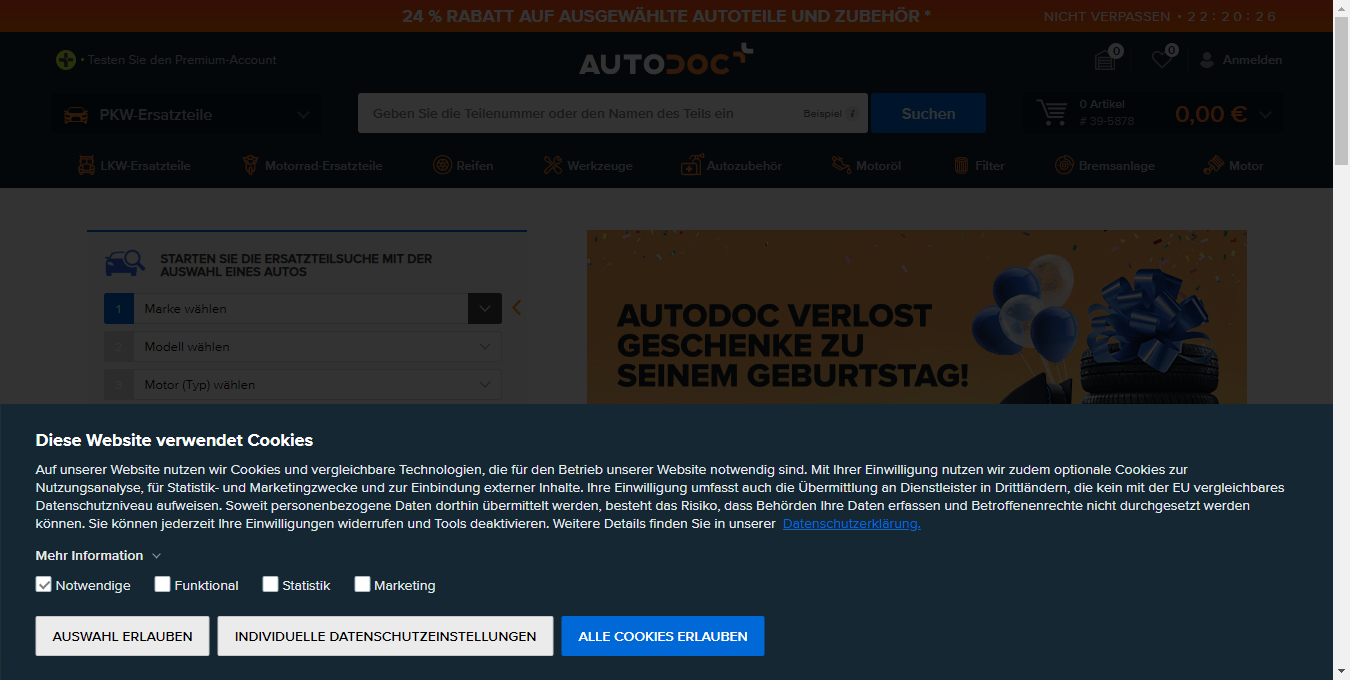 24 % RABATT AUF AUSGEWÄHLTE AUTOTEILE UND ZUBEHÖR *
NICHT VERPASSEN • 22:20:26
• Testen Sie den Premium-Account
AUTODOC
0
0
Anmelden
PKW-Ersatzteile
Geben Sie die Teilenummer oder den Namen des Teils ein
Beispiel i
Suchen
0 Artikel
# 39-5878
0,00 €
LKW-Ersatzteile
Motorrad-Ersatzteile
Reifen
Werkzeuge
Autozubehör
Motoröl
Filter
Bremsanlage
Motor
STARTEN SIE DIE ERSATZTEILSUCHE MIT DER
AUSWAHL EINES AUTOS
1 Marke wählen
2 Modell wählen
3 Motor (Typ) wählen
AUTODOC VERLOST
GESCHENKE ZU
SEINEM GEBURTSTAG!
Diese Website verwendet Cookies
Auf unserer Website nutzen wir Cookies und vergleichbare Technologien, die für den Betrieb unserer Website notwendig sind. Mit Ihrer Einwilligung nutzen wir zudem optionale Cookies zur
Nutzungsanalyse, für Statistik- und Marketingzwecke und zur Einbindung externer Inhalte. Ihre Einwilligung umfasst auch die Übermittlung an Dienstleister in Drittländern, die kein mit der EU vergleichbares
Datenschutzniveau aufweisen. Soweit personenbezogene Daten dorthin übermittelt werden, besteht das Risiko, dass Behörden Ihre Daten erfassen und Betroffenenrechte nicht durchgesetzt werden
können. Sie können jederzeit Ihre Einwilligungen widerrufen und Tools deaktivieren. Weitere Details finden Sie in unserer Datenschutzerklärung.
Mehr Information
Notwendige
Funktional
Statistik
Marketing
AUSWAHL ERLAUBEN
INDIVIDUELLE DATENSCHUTZEINSTELLUNGEN
ALLE COOKIES ERLAUBEN